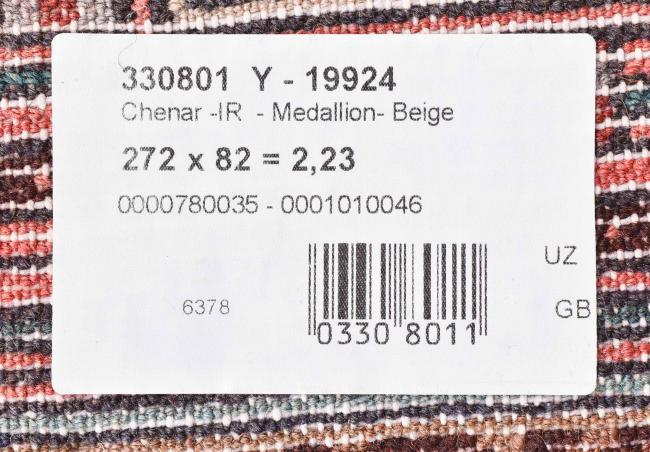 330801 Y - 19924
Chenar -IR - Medallion- Beige
272 x 82 = 2,23
0000780035 - 0001010046
UZ
6378
GB
0330 8011